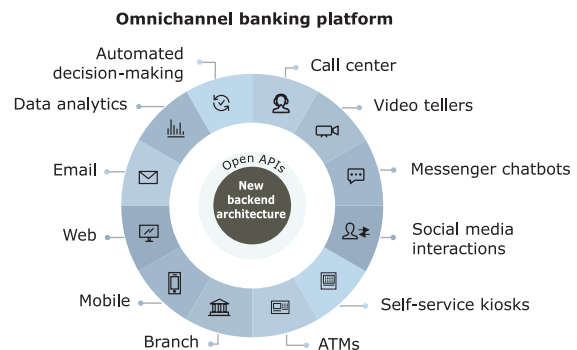 Omnichannel banking platform
Automated
decision-making
Call center
Data analytics
Video tellers
Email
Messenger chatbots
Open APIs
New
backend
architecture
Web
Social media
interactions
Mobile
Self-service kiosks
Branch
ATMs